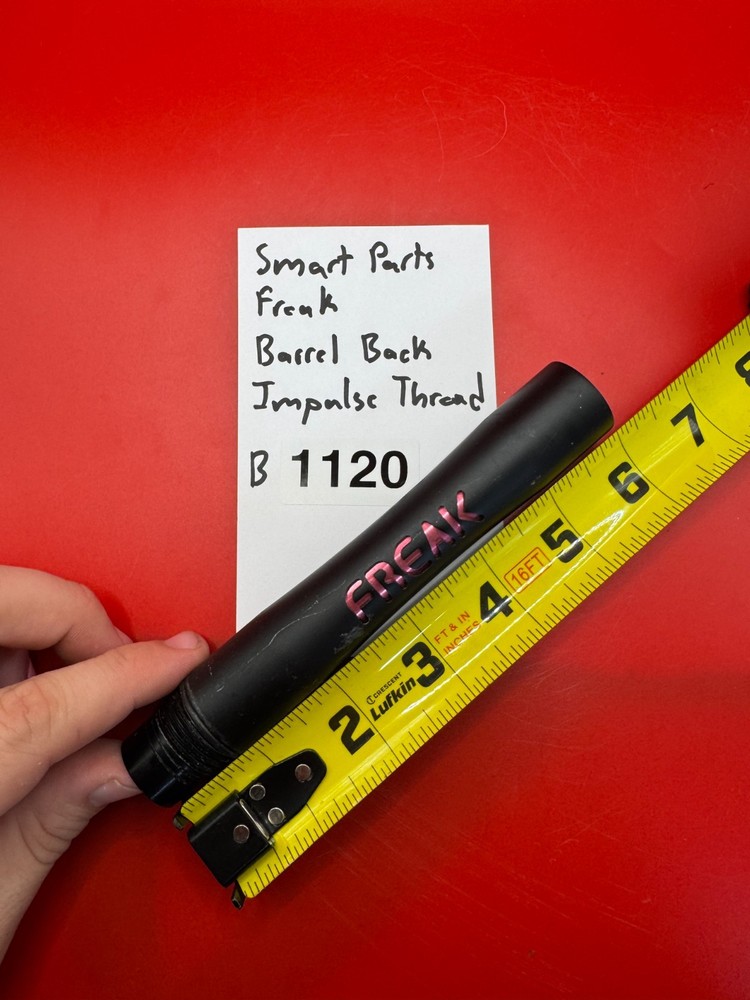 Smart Parts
Freak
Barrel Back
Impulse Thread
B 1120
FREAK
2
CRESCENT
Lufkin
3
FT & IN
INCHES
4
16FT
5
6
7
8